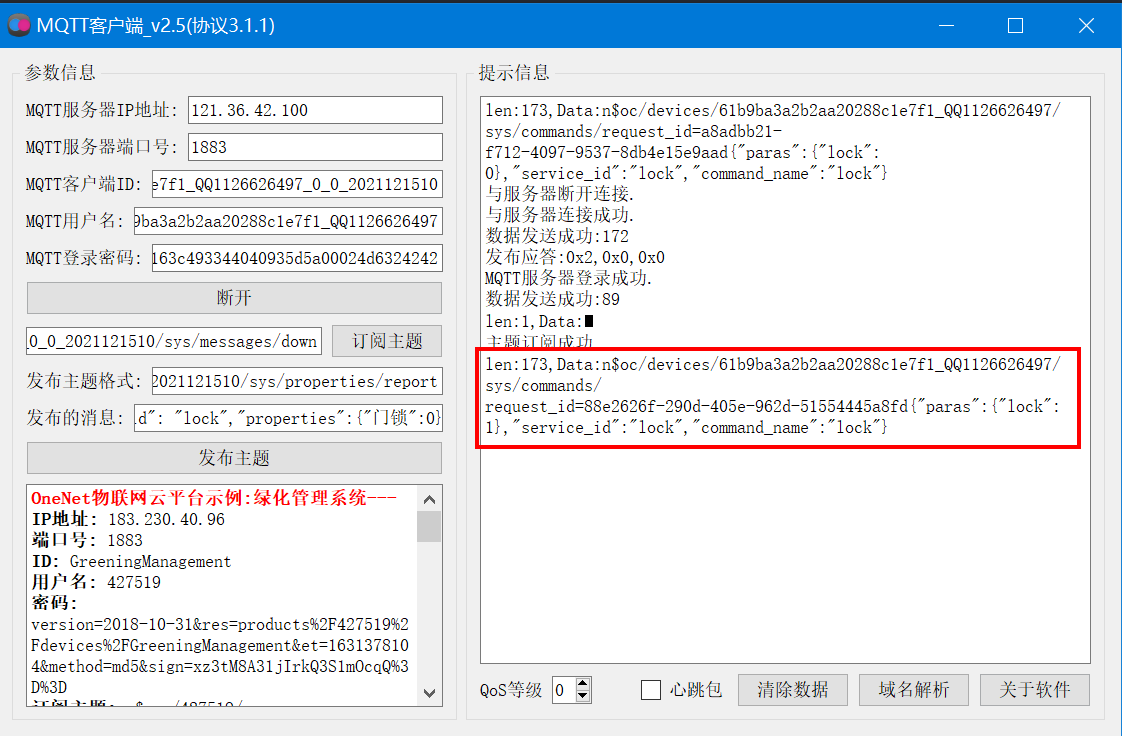 MQTT客户端_v2.5(协议3.1.1)
参数信息
MQTT服务器IP地址: 121.36.42.100
MQTT服务器端口号: 1883
MQTT客户端ID: e7f1_QQ1126626497_0_0_2021121510
MQTT用户名: 9ba3a2b2aa20288c1e7f1_QQ1126626497
MQTT登录密码: 163c493344040935d5a00024d6324242
断开
_0_0_2021121510/sys/messages/down 订阅主题
发布主题格式: 2021121510/sys/properties/report
发布的消息: id": "lock","properties":{"门锁":0}
发布主题
OneNet物联网云平台示例:绿化管理系统---
IP地址: 183.230.40.96
端口号: 1883
ID: GreeningManagement
用户名: 427519
密码:
version=2018-10-31&res=products%2F427519%2
Fdevices%2FGreeningManagement&et=163137810
4&method=md5&sign=xz3tM8A31jIrkQ3S1mOcqQ%3
D%3D
提示信息
len:173,Data:n$oc/devices/61b9ba3a2b2aa20288c1e7f1_QQ1126626497/
sys/commands/request_id=a8adbb21-
f712-4097-9537-8db4e15e9aad{"paras":{"lock":
0},"service_id":"lock","command_name":"lock"}
与服务器断开连接.
与服务器连接成功.
数据发送成功:172
发布应答:0x2,0x0,0x0
MQTT服务器登录成功.
数据发送成功:89
len:1,Data:
主题订阅成功
len:173,Data:n$oc/devices/61b9ba3a2b2aa20288c1e7f1_QQ1126626497/
sys/commands/
request_id=88e2626f-290d-405e-962d-51554445a8fd{"paras":{"lock":
1},"service_id":"lock","command_name":"lock"}
QoS等级 0 心跳包 清除数据 域名解析 关于软件